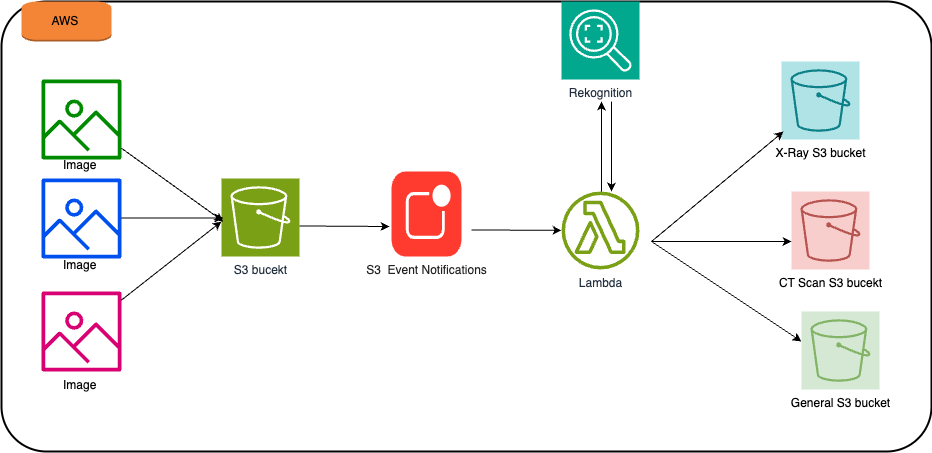 AWS
Rekognition
Image
X-Ray S3 bucket
Image
S3 bucekt
S3  Event Notifications
Lambda
CT Scan S3 bucekt
Image
General S3 bucket